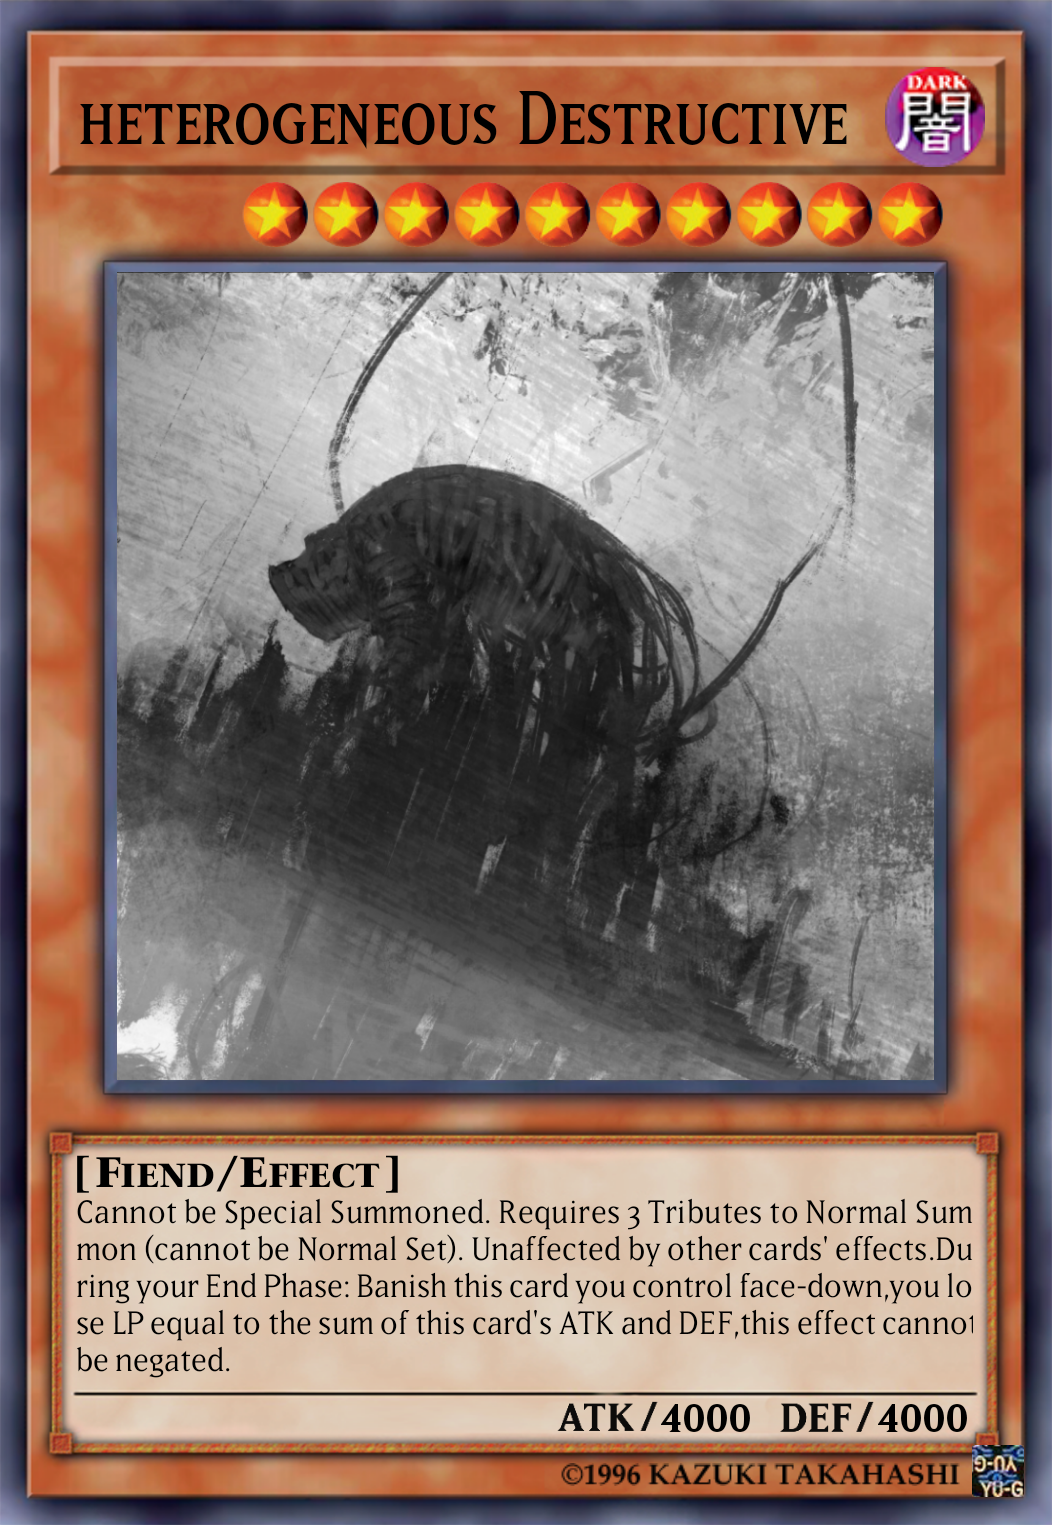 heterogeneous Destructive
DARK
闇
[Fiend/Effect]
Cannot be Special Summoned. Requires 3 Tributes to Normal Sum
mon (cannot be Normal Set). Unaffected by other cards' effects.Du
ring your End Phase: Banish this card you control face-down,you lo
se LP equal to the sum of this card's ATK and DEF,this effect cannot
be negated.
ATK/4000 DEF/4000
©1996 KAZUKI TAKAHASHI
YU-G
YU-G